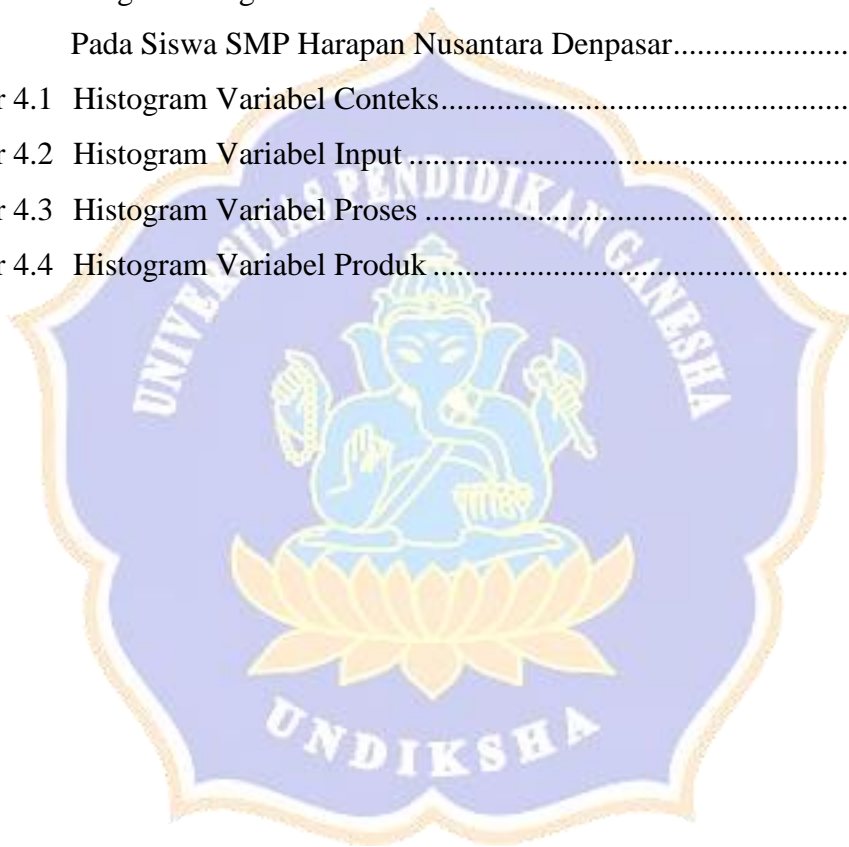 Pada Siswa SMP Harapan Nusantara Denpasar......................
r 4.1 Histogram Variabel Conteks...................................................
r 4.2 Histogram Variabel Input.......................................................
r 4.3 Histogram Variabel Proses.....................................................
r 4.4 Histogram Variabel Produk....................................................
UNIVERSITAS PENDIDIKAN GANESHA
UNDIKSHA